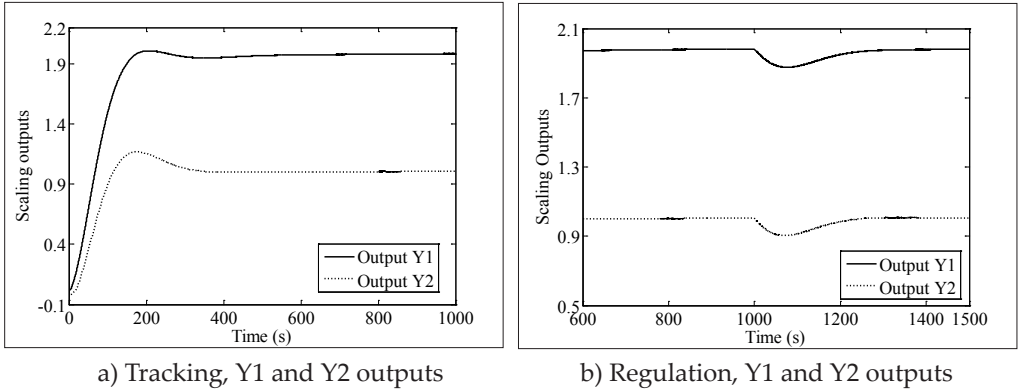 2.2
1.9
1.4
0.9
0.4
-0.1
Scaling outputs
0 200 400 600 800 1000
Time (s)
Output Y1
Output Y2
a) Tracking, Y1 and Y2 outputs
2.1
1.7
1.3
0.9
0.5
Scaling Outputs
600 800 1000 1200 1400 1500
Time (s)
Output Y1
Output Y2
b) Regulation, Y1 and Y2 outputs